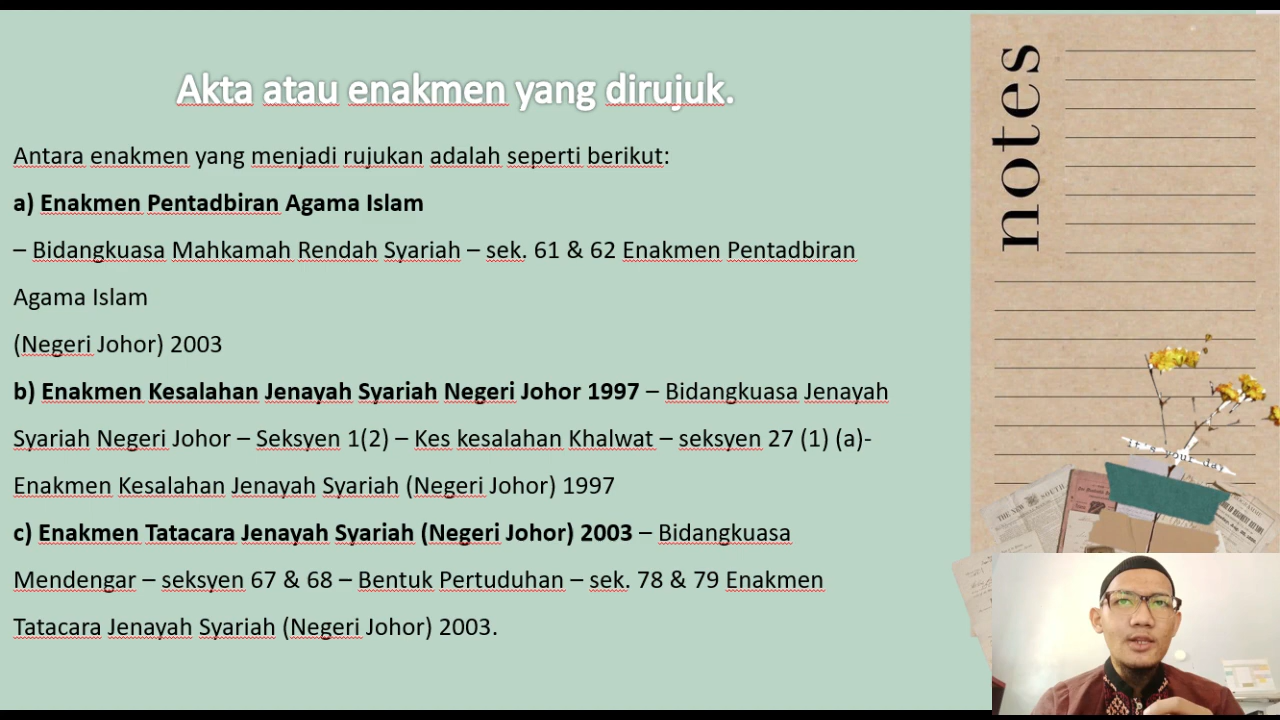 Akta atau enakmen yang dirujuk.
Antara enakmen yang menjadi rujukan adalah seperti berikut:
a) Enakmen Pentadbiran Agama Islam
– Bidangkuasa Mahkamah Rendah Syariah – sek. 61 & 62 Enakmen Pentadbiran
Agama Islam
(Negeri Johor) 2003
b) Enakmen Kesalahan Jenayah Syariah Negeri Johor 1997 – Bidangkuasa Jenayah
Syariah Negeri Johor – Seksyen 1(2) – Kes kesalahan Khalwat – seksyen 27 (1) (a)-
Enakmen Kesalahan Jenayah Syariah (Negeri Johor) 1997
c) Enakmen Tatacara Jenayah Syariah (Negeri Johor) 2003 – Bidangkuasa
Mendengar – seksyen 67 & 68 – Bentuk Pertuduhan – sek. 78 & 79 Enakmen
Tatacara Jenayah Syariah (Negeri Johor) 2003.
notes
it's your day